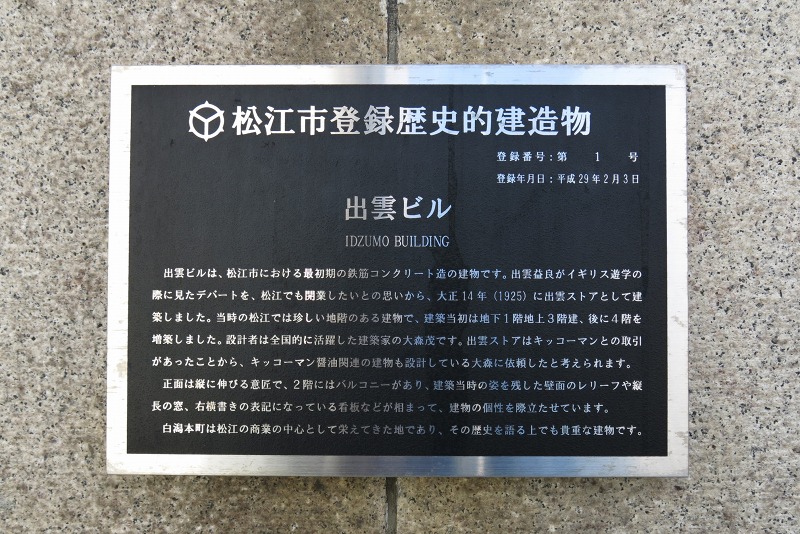 松江市登録歴史的建造物
登録番号：第　1　号
登録年月日：平成29年2月3日
出雲ビル
IDZUMO BUILDING
出雲ビルは、松江市における最初期の鉄筋コンクリート造の建物です。出雲益良がイギリス遊学の
際に見たデパートを、松江でも開業したいとの思いから、大正14年（1925）に出雲ストアとして建
築しました。当時の松江では珍しい地階のある建物で、建築当初は地下1階地上3階建、後に4階を
増築しました。設計者は全国的に活躍した建築家の大森茂です。出雲ストアはキッコーマンとの取引
があったことから、キッコーマン醤油関連の建物も設計している大森に依頼したと考えられます。
正面は縦に伸びる意匠で、2階にはバルコニーがあり、建築当時の姿を残した壁面のレリーフや縦
長の窓、右横書きの表記になっている看板などが相まって、建物の個性を際立たせています。
白潟本町は松江の商業の中心として栄えてきた地であり、その歴史を語る上でも貴重な建物です。